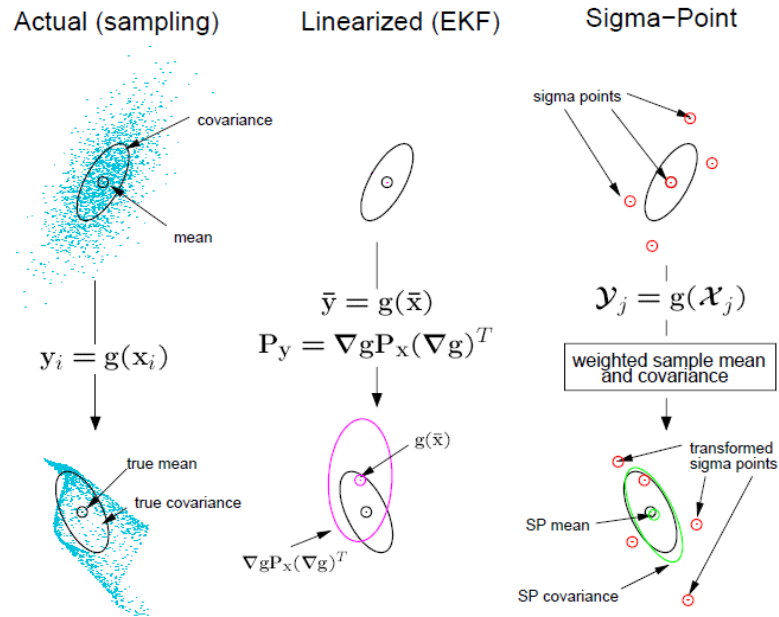 Actual (sampling)
Linearized (EKF)
Sigma−Point
covariance
mean
y_i = g(x_i)
true mean
true covariance
ȳ = g(x̄)
P_y = ∇gP_x(∇g)^T
g(x̄)
∇gP_x(∇g)^T
sigma points
𝓨_j = g(𝓧_j)
weighted sample mean
and covariance
transformed
sigma points
SP mean
SP covariance